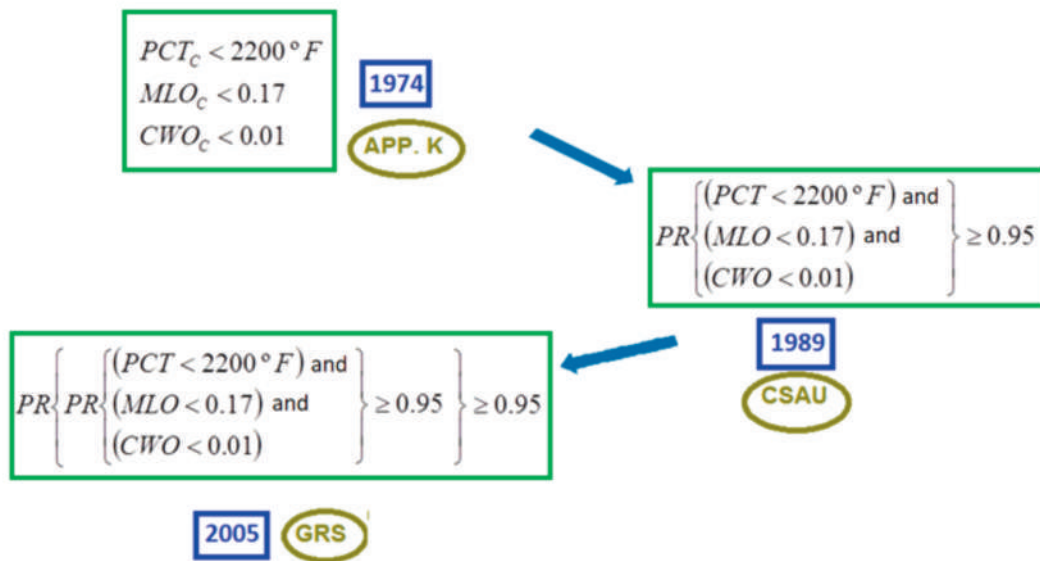 PCT_C < 2200 ° F
MLO_C < 0.17
CWO_C < 0.01
1974
APP. K
PR{(PCT < 2200 ° F) and
(MLO < 0.17) and
(CWO < 0.01)} ≥ 0.95
1989
CSAU
PR{PR{(PCT < 2200 ° F) and
(MLO < 0.17) and
(CWO < 0.01)} ≥ 0.95} ≥ 0.95
2005
GRS